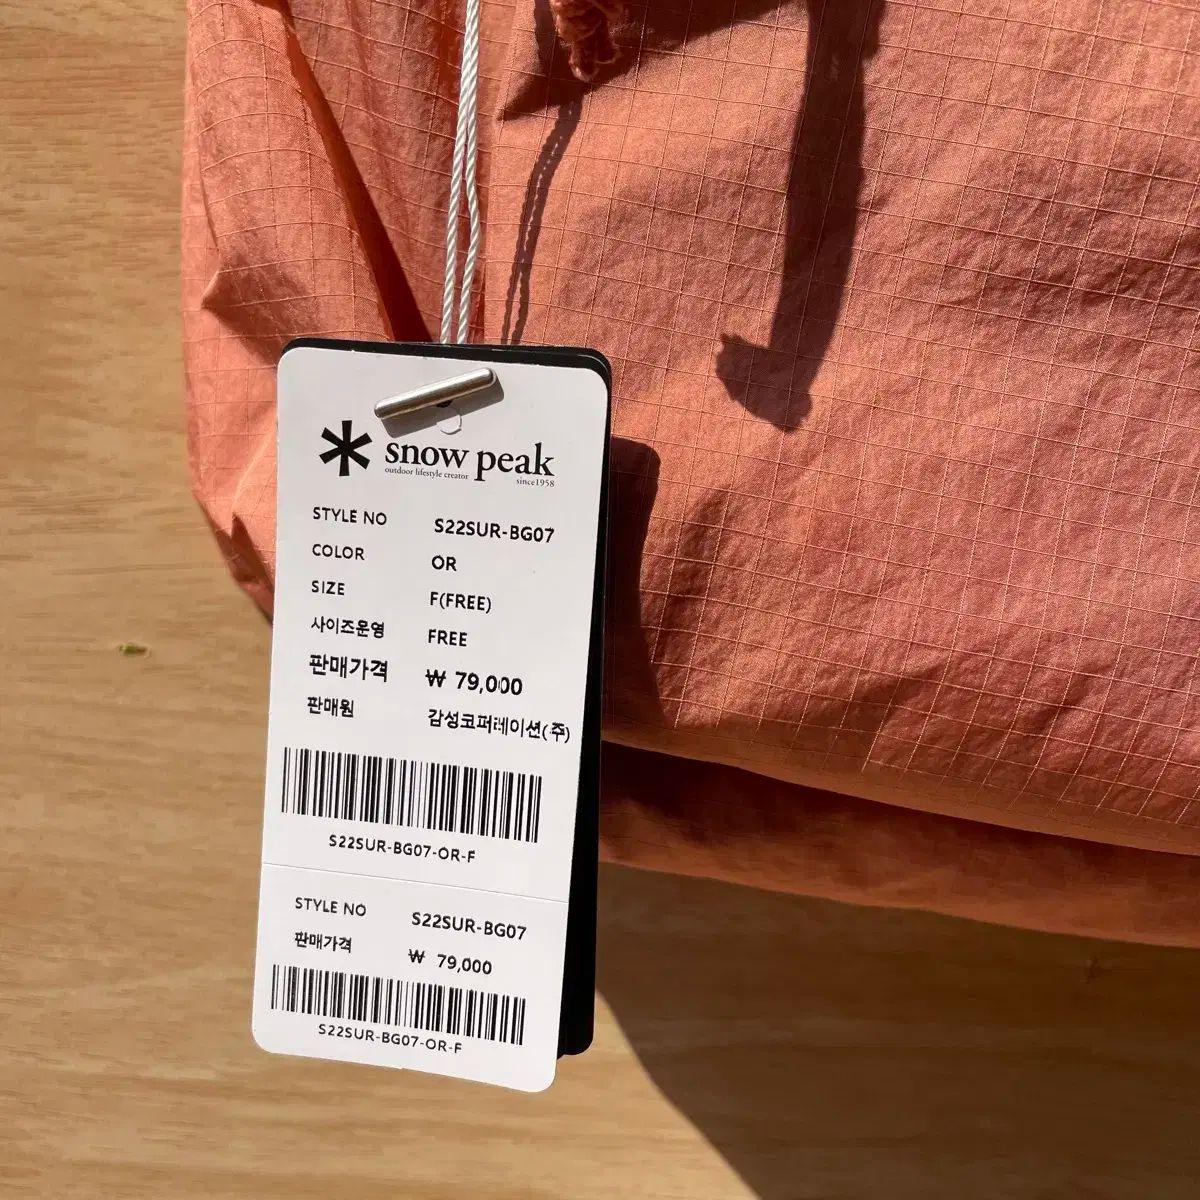 snow peak
outdoor lifestyle creator
since1958
STYLE NO S22SUR-BG07
COLOR OR
SIZE F(FREE)
사이즈운영 FREE
판매가격 ₩ 79,000
판매원 감성코퍼레이션(주)
S22SUR-BG07-OR-F
STYLE NO S22SUR-BG07
판매가격 ₩ 79,000
S22SUR-BG07-OR-F